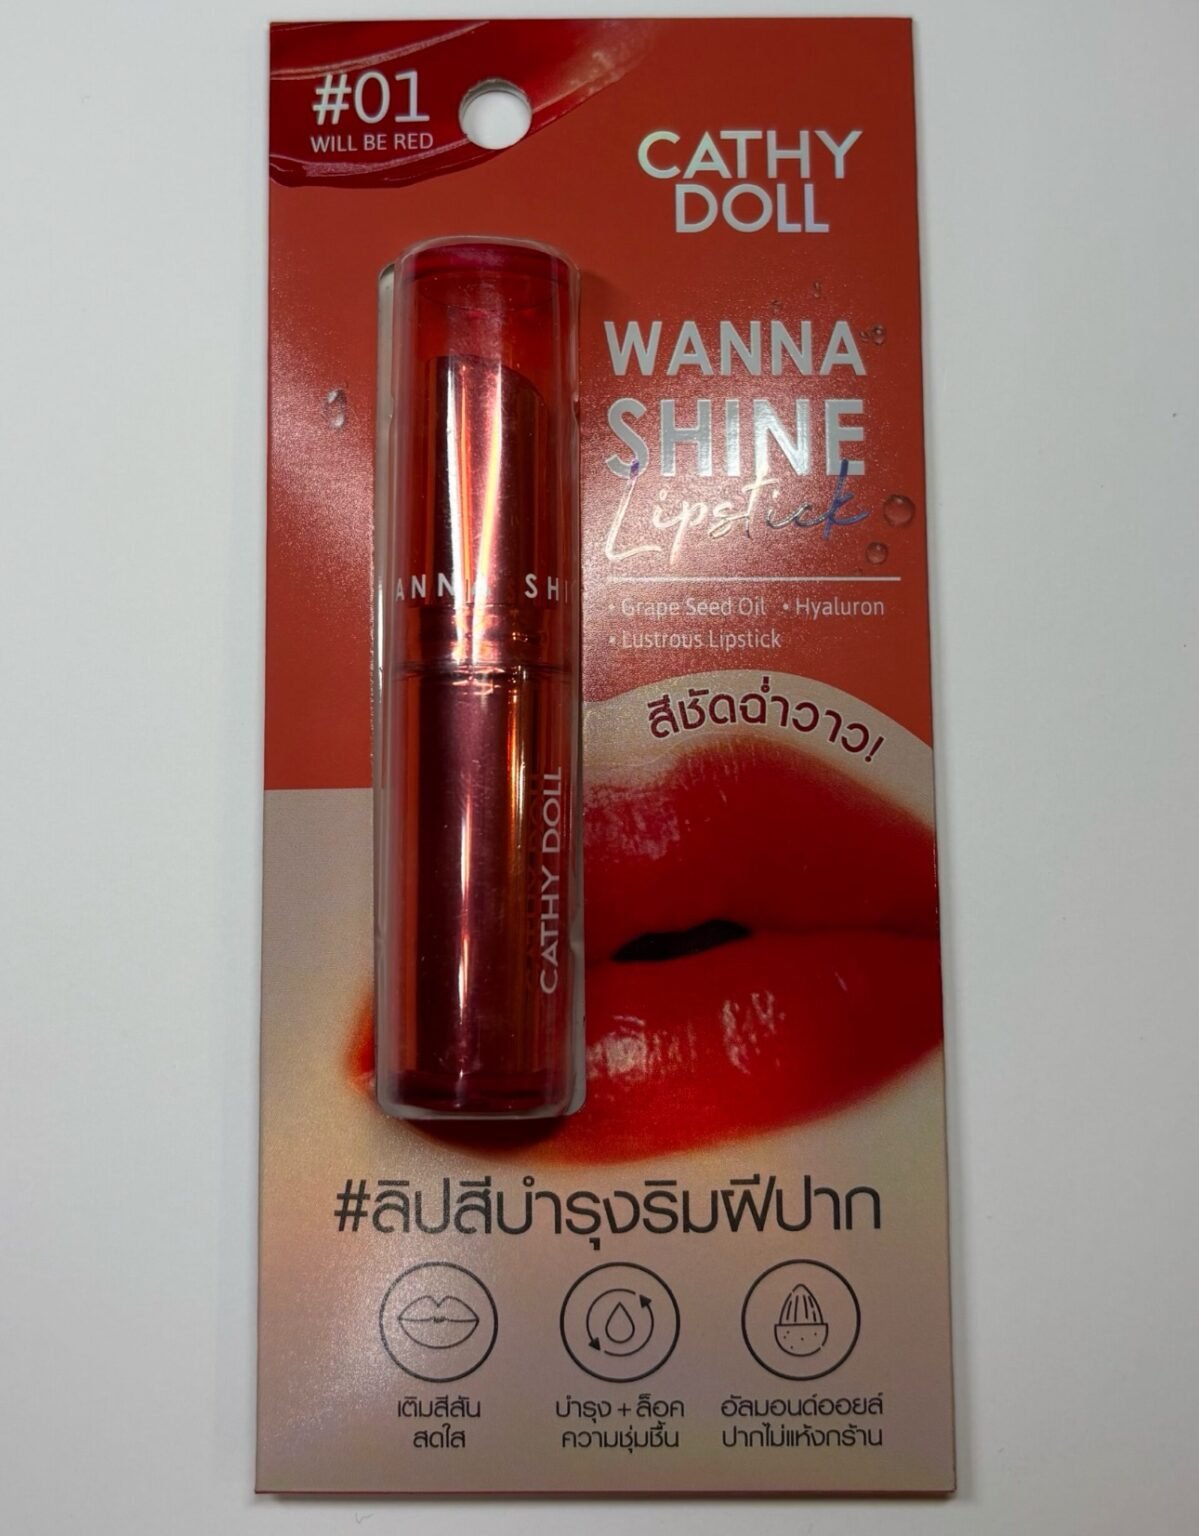 #01
WILL BE RED
CATHY
DOLL
WANNA
SHINE
Lipstick
• Grape Seed Oil • Hyaluron
• Lustrous Lipstick
ANNA SHI
CATHY DOLL
สีชัดฉ่ำวาว!
#ลิปสีบำรุงริมฝีปาก
เติมสีสัน
สดใส
บำรุง + ล็อค
ความชุ่มชื้น
อัลมอนด์ออยล์
ปากไม่แห้งกร้าน